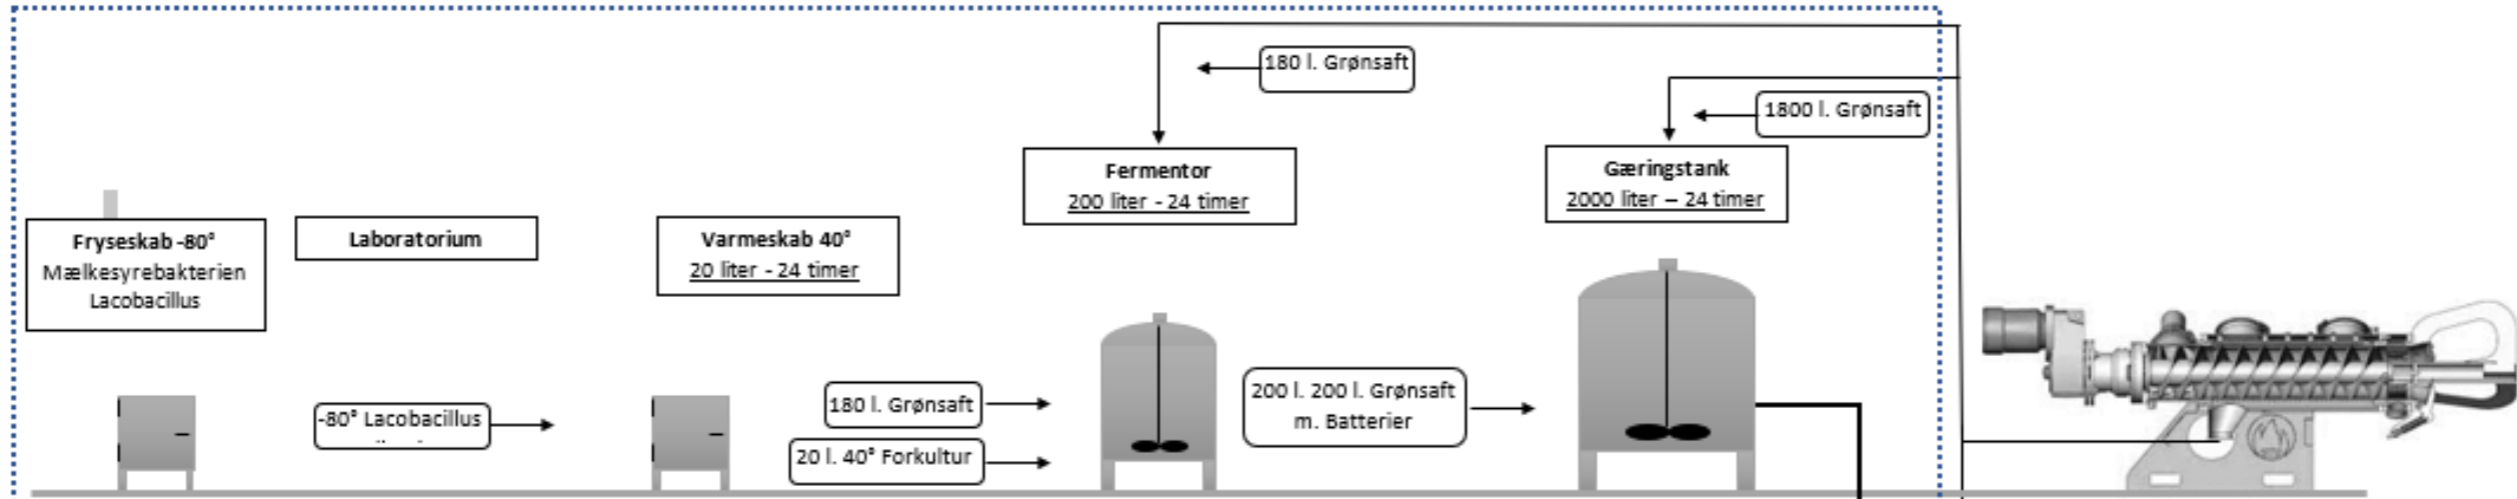 180 l. Grønsaft
1800 l. Grønsaft
Fermentor
200 liter - 24 timer
Gæringstank
2000 liter – 24 timer
Fryseskab -80°
Mælkesyrebakterien
Lacobacillus
Laboratorium
Varmeskab 40°
20 liter - 24 timer
-80° Lacobacillus
180 l. Grønsaft
20 l. 40° Forkultur
200 l. 200 l. Grønsaft
m. Batterier